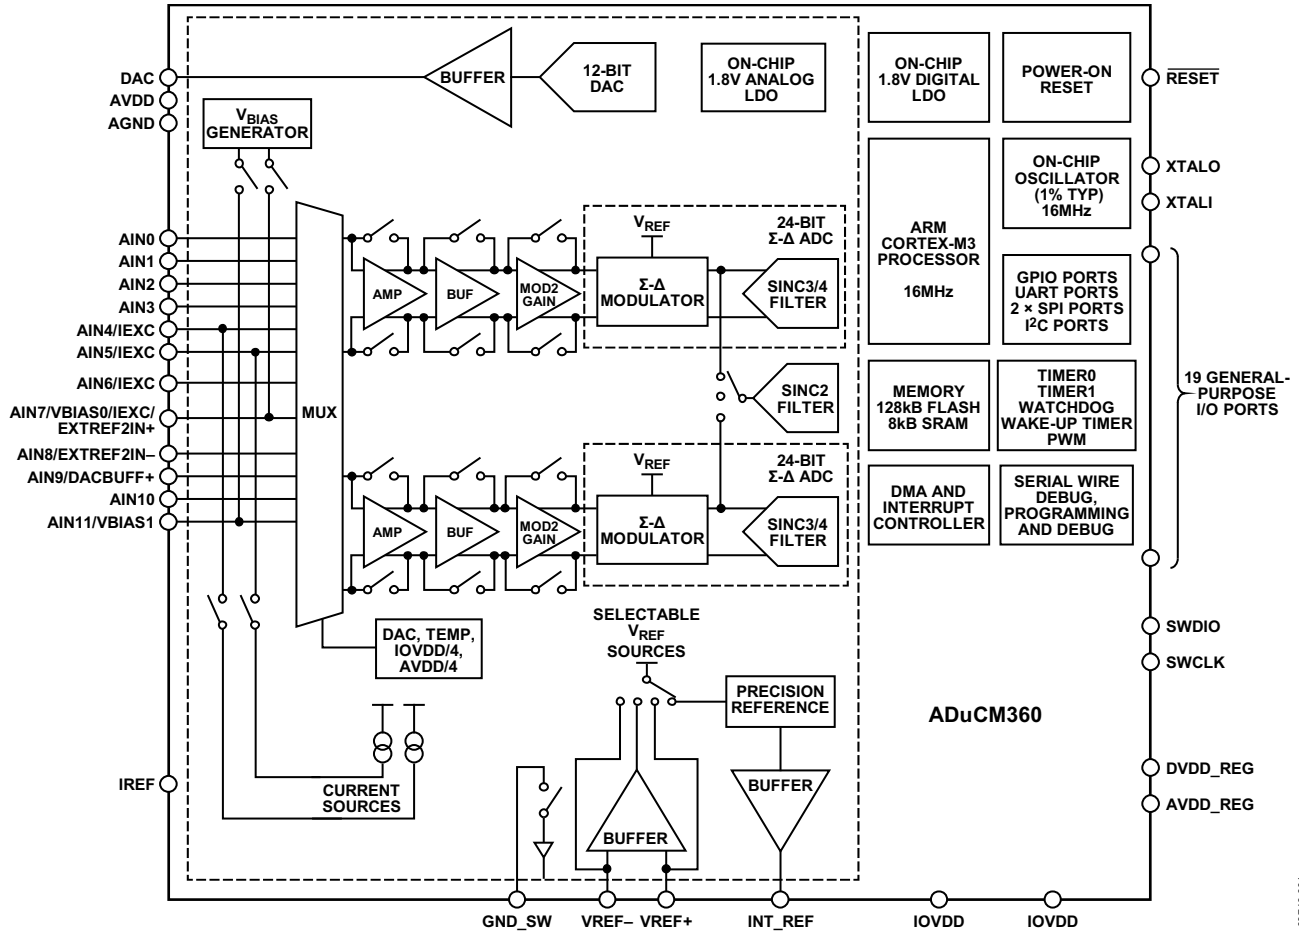 DAC
AVDD
AGND
BUFFER
12-BIT
DAC
ON-CHIP
1.8V ANALOG
LDO
ON-CHIP
1.8V DIGITAL
LDO
POWER-ON
RESET
RESET
VBIAS
GENERATOR
ARM
CORTEX-M3
PROCESSOR
16MHz
ON-CHIP
OSCILLATOR
(1% TYP)
16MHz
XTALO
XTALI
AIN0
AIN1
AIN2
AIN3
AIN4/IEXC
AIN5/IEXC
AIN6/IEXC
AIN7/VBIAS0/IEXC/
EXTREF2IN+
AIN8/EXTREF2IN–
AIN9/DACBUFF+
AIN10
AIN11/VBIAS1
MUX
AMP
BUF
MOD2
GAIN
VREF
24-BIT
Σ-Δ ADC
Σ-Δ
MODULATOR
SINC3/4
FILTER
SINC2
FILTER
AMP
BUF
MOD2
GAIN
VREF
24-BIT
Σ-Δ ADC
Σ-Δ
MODULATOR
SINC3/4
FILTER
GPIO PORTS
UART PORTS
2 × SPI PORTS
I2C PORTS
MEMORY
128kB FLASH
8kB SRAM
TIMER0
TIMER1
WATCHDOG
WAKE-UP TIMER
PWM
19 GENERAL-
PURPOSE
I/O PORTS
DMA AND
INTERRUPT
CONTROLLER
SERIAL WIRE
DEBUG,
PROGRAMMING
AND DEBUG
SWDIO
SWCLK
DAC, TEMP,
IOVDD/4,
AVDD/4
SELECTABLE
VREF
SOURCES
PRECISION
REFERENCE
ADuCM360
IREF
CURRENT
SOURCES
BUFFER
BUFFER
DVDD_REG
AVDD_REG
GND_SW
VREF–
VREF+
INT_REF
IOVDD
IOVDD